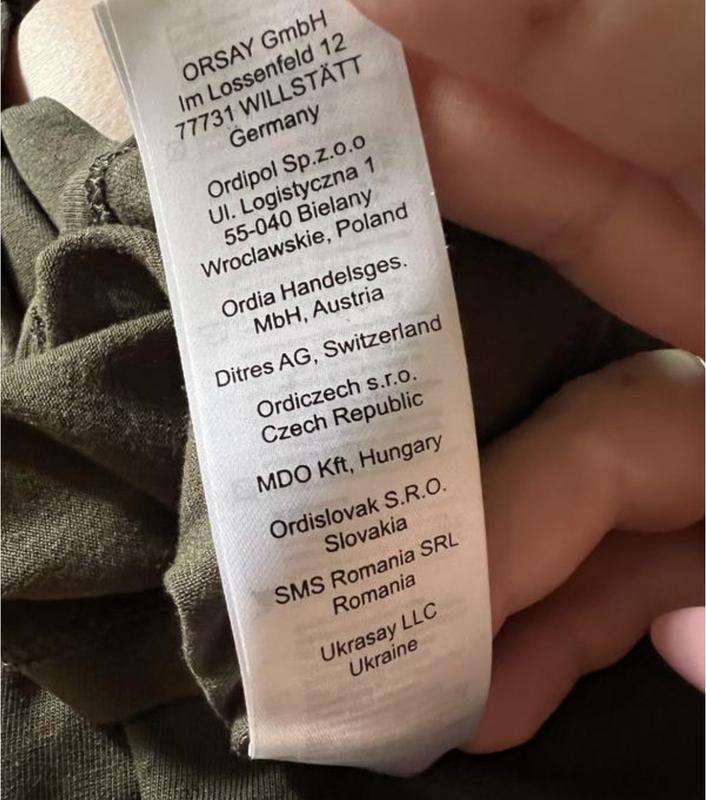 ORSAY GmbH
Im Lossenfeld 12
77731 WILLSTÄTT
Germany
Ordipol Sp.z.o.o
Ul. Logistyczna 1
55-040 Bielany
Wroclawskie, Poland
Ordia Handelsges.
MbH, Austria
Ditres AG, Switzerland
Ordiczech s.r.o.
Czech Republic
MDO Kft, Hungary
Ordislovak S.R.O.
Slovakia
SMS Romania SRL
Romania
Ukrasay LLC
Ukraine